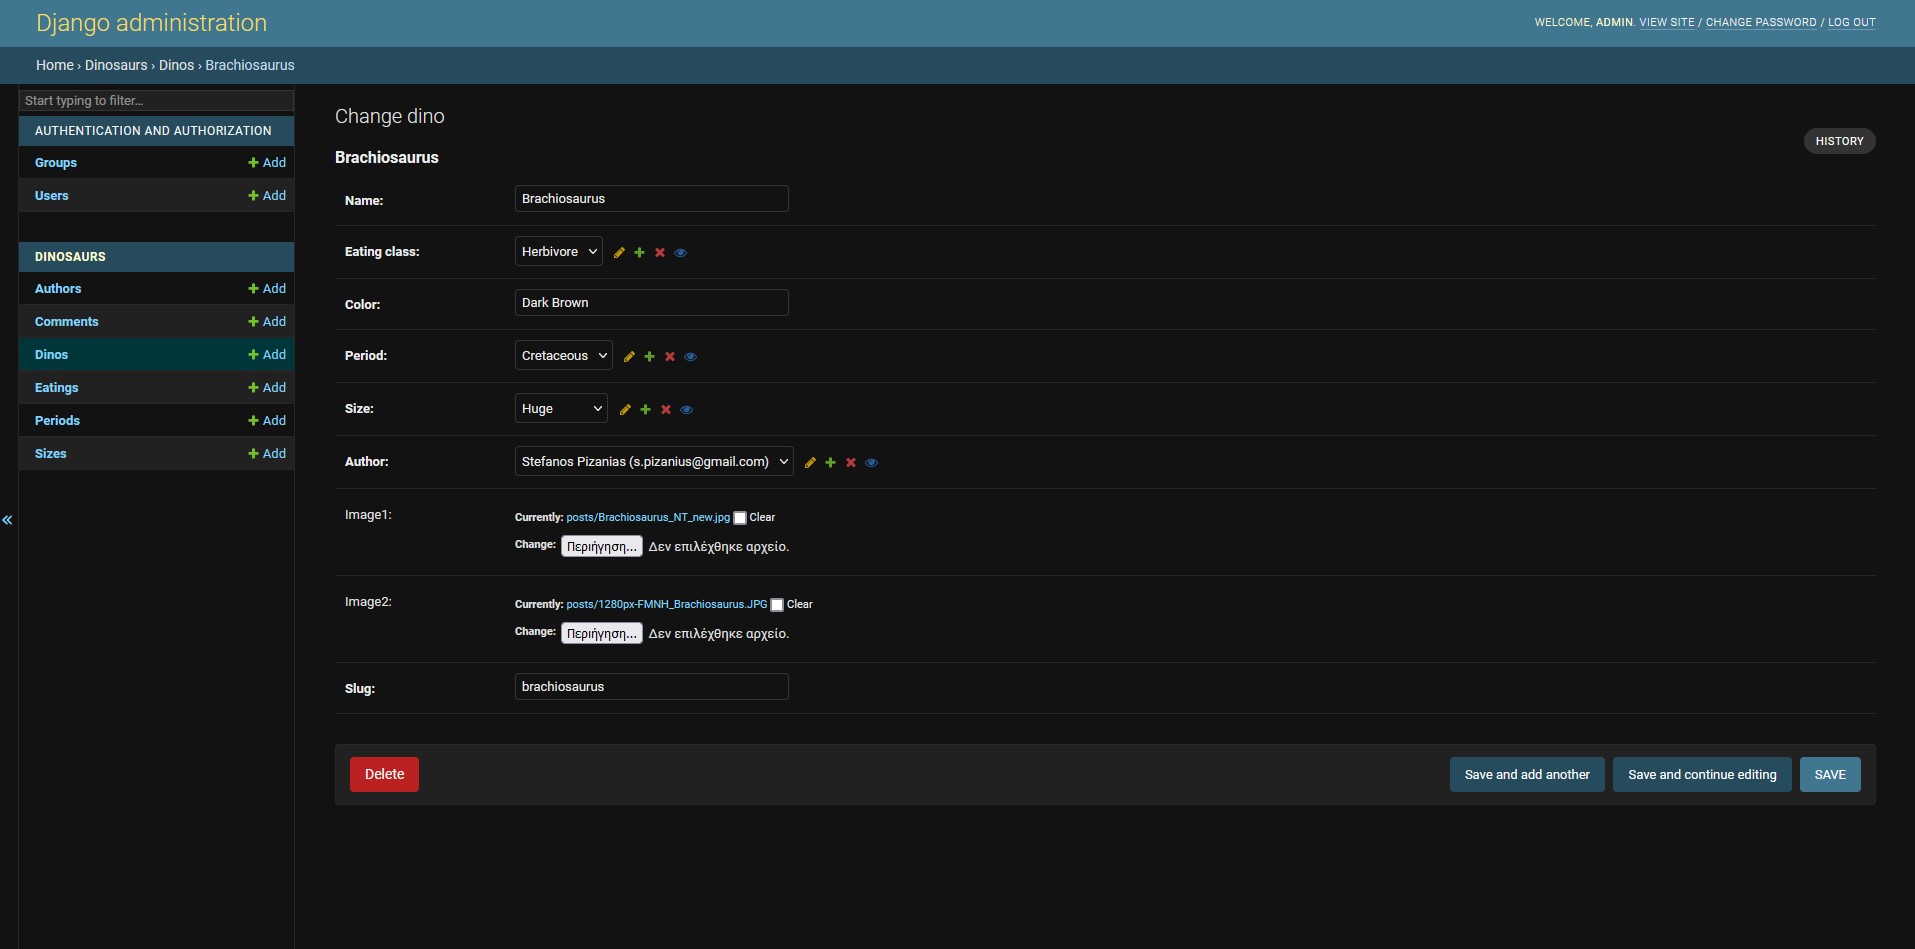 Django administration
WELCOME, ADMIN. VIEW SITE / CHANGE PASSWORD / LOG OUT
Home › Dinosaurs › Dinos › Brachiosaurus
Start typing to filter...
AUTHENTICATION AND AUTHORIZATION
Groups Add
Users Add
DINOSAURS
Authors Add
Comments Add
Dinos Add
Eatings Add
Periods Add
Sizes Add
«
Change dino
HISTORY
Brachiosaurus
Name: Brachiosaurus
Eating class: Herbivore
Color: Dark Brown
Period: Cretaceous
Size: Huge
Author: Stefanos Pizanias (s.pizanius@gmail.com)
Image1: Currently: posts/Brachiosaurus_NT_new.jpg Clear
Change: Περιήγηση... Δεν επιλέχθηκε αρχείο.
Image2: Currently: posts/1280px-FMNH_Brachiosaurus.JPG Clear
Change: Περιήγηση... Δεν επιλέχθηκε αρχείο.
Slug: brachiosaurus
Delete Save and add another Save and continue editing SAVE